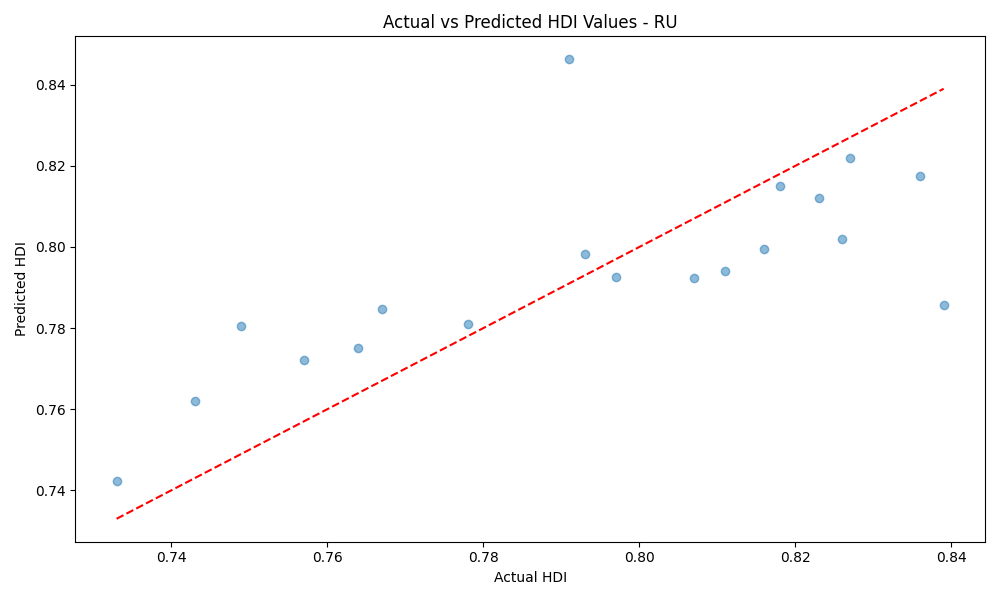 Actual vs Predicted HDI Values - RU
0.84
0.82
0.80
0.78
0.76
0.74
Predicted HDI
0.74 0.76 0.78 0.80 0.82 0.84
Actual HDI